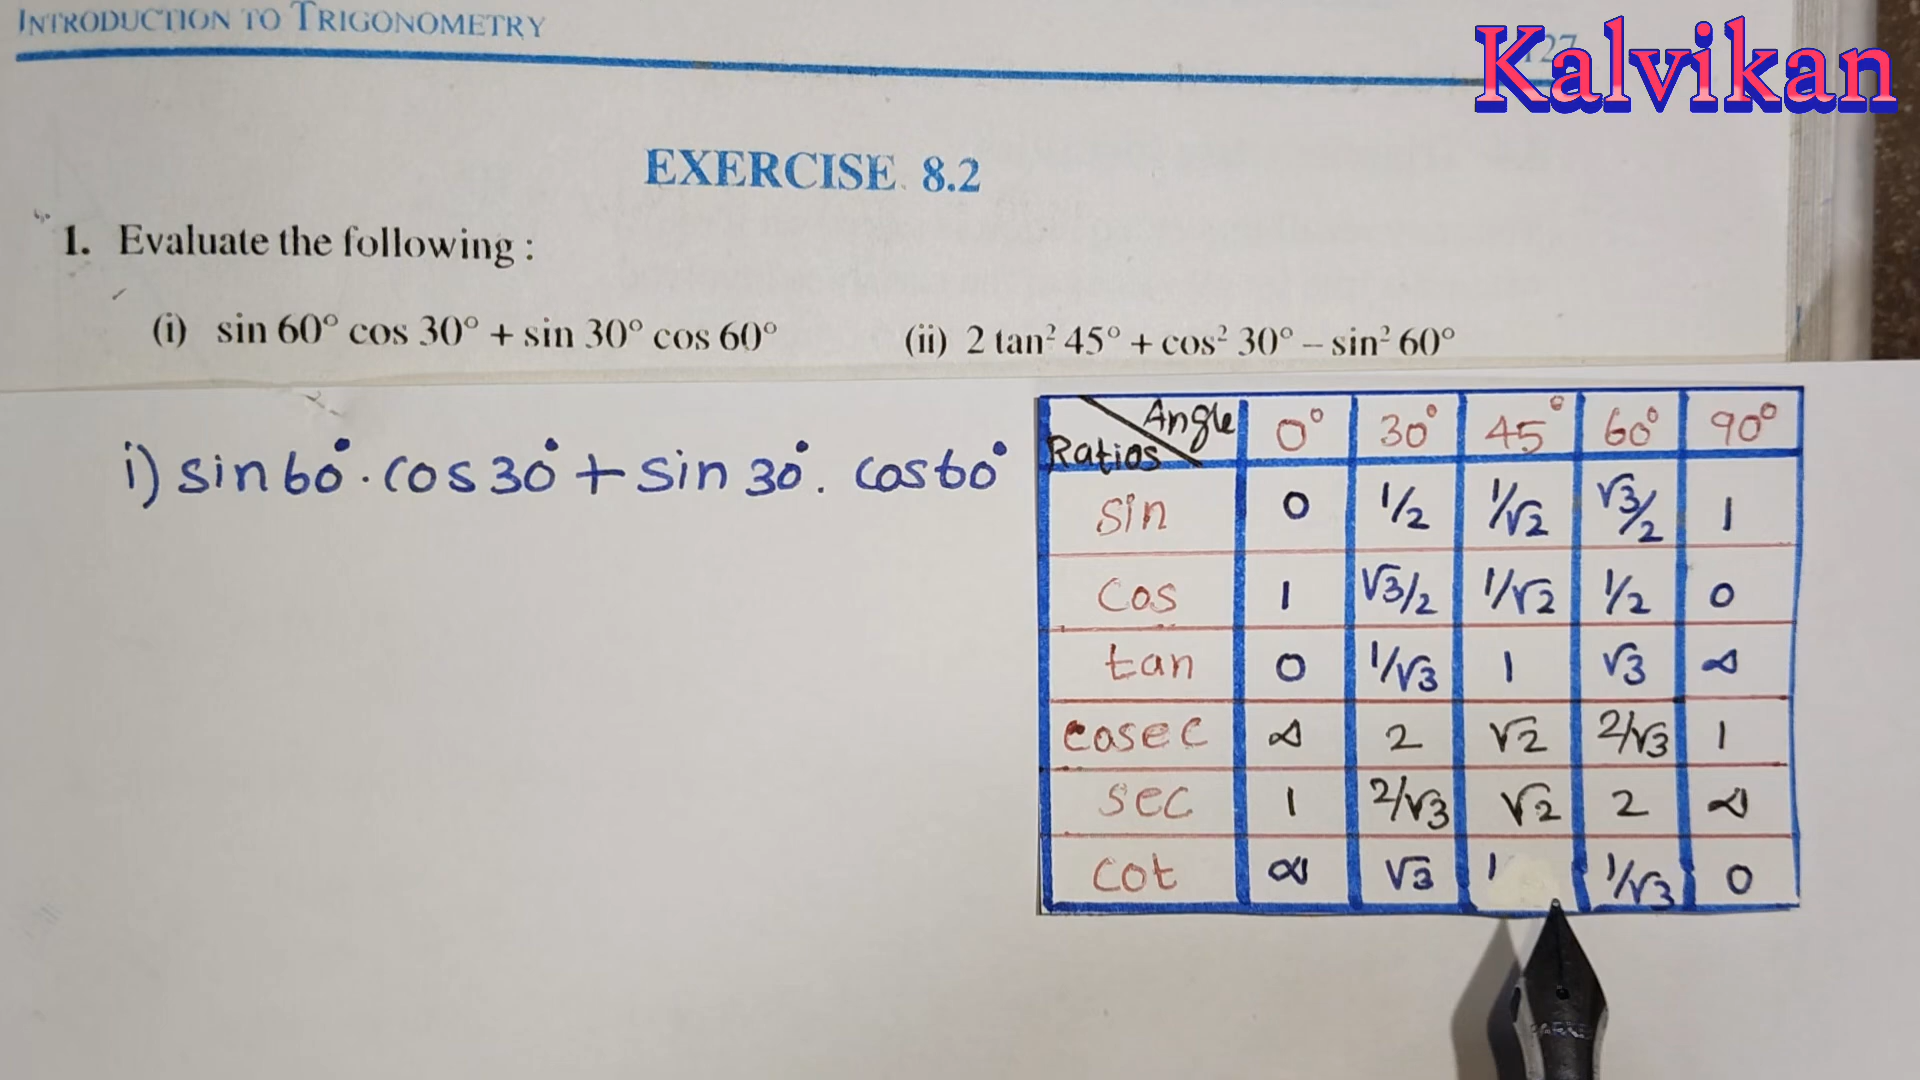 INTRODUCTION TO TRIGONOMETRY
Kalvikan
EXERCISE 8.2
1. Evaluate the following :
(i) sin 60° cos 30° + sin 30° cos 60° (ii) 2 tan² 45° + cos² 30° – sin² 60°
i) sin 60° . cos 30° + sin 30° . cos 60°
Angle
Ratios 0° 30° 45° 60° 90°
sin 0 1/2 1/√2 √3/2 1
cos 1 √3/2 1/√2 1/2 0
tan 0 1/√3 1 √3 ∞
cosec ∞ 2 √2 2/√3 1
sec 1 2/√3 √2 2 ∞
cot ∞ √3 1 1/√3 0